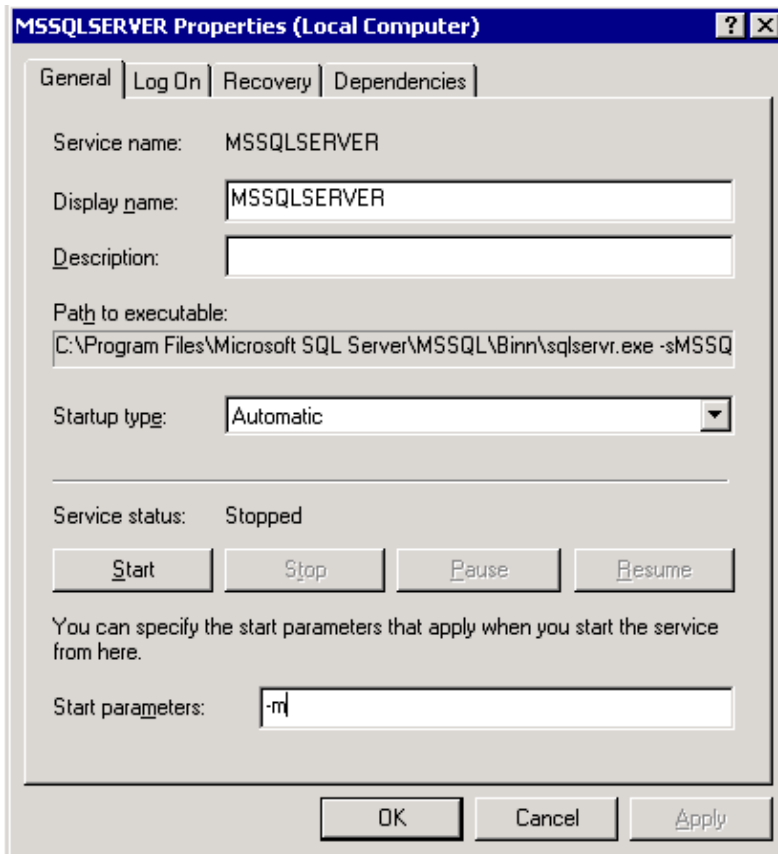 MSSQLSERVER Properties (Local Computer)
General Log On Recovery Dependencies
Service name: MSSQLSERVER
Display name: MSSQLSERVER
Description:
Path to executable:
C:\Program Files\Microsoft SQL Server\MSSQL\Binn\sqlservr.exe -sMSSQ
Startup type: Automatic
Service status: Stopped
Start Stop Pause Resume
You can specify the start parameters that apply when you start the service
from here.
Start parameters: -m
OK Cancel Apply